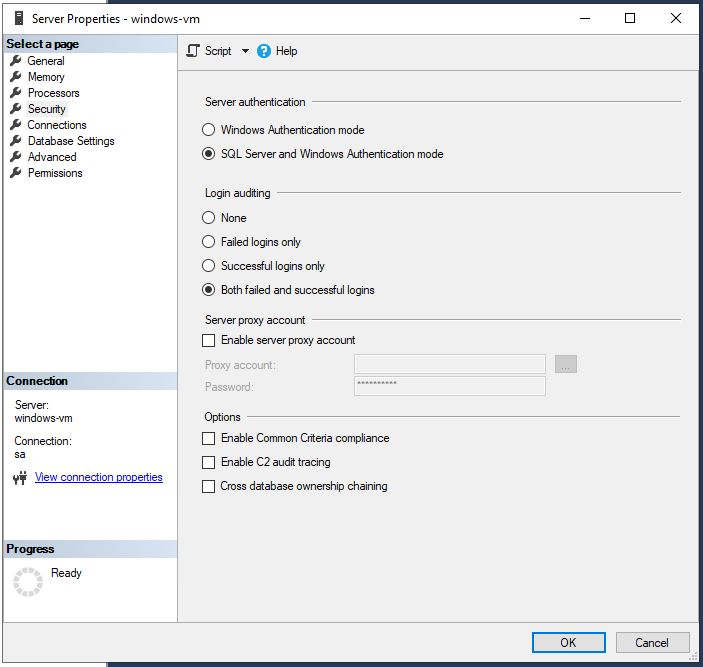 Server Properties - windows-vm
Select a page
General
Memory
Processors
Security
Connections
Database Settings
Advanced
Permissions
Connection
Server:
windows-vm
Connection:
sa
View connection properties
Progress
Ready
Script
Help
Server authentication
Windows Authentication mode
SQL Server and Windows Authentication mode
Login auditing
None
Failed logins only
Successful logins only
Both failed and successful logins
Server proxy account
Enable server proxy account
Proxy account:
...
Password:
**********
Options
Enable Common Criteria compliance
Enable C2 audit tracing
Cross database ownership chaining
OK
Cancel